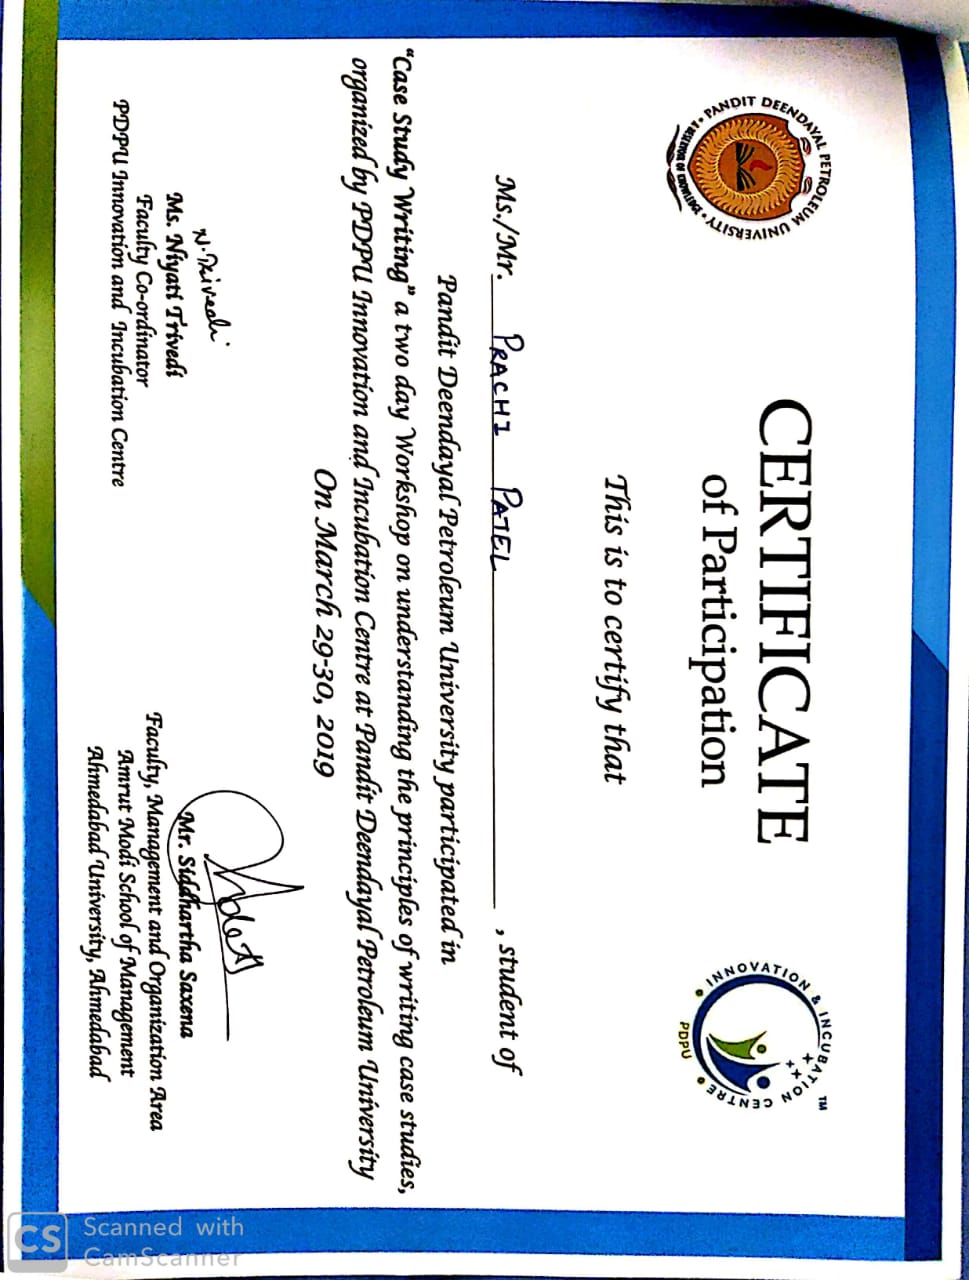 PANDIT DEENDAYAL PETROLEUM UNIVERSITY
INNOVATION & INCUBATION CENTRE
TM
PDPU
CERTIFICATE
of Participation
This is to certify that
Ms./Mr. PRACHI PATEL , student of
Pandit Deendayal Petroleum University participated in
"Case Study Writing" a two day Workshop on understanding the principles of writing case studies,
organized by PDPU Innovation and Incubation Centre at Pandit Deendayal Petroleum University
On March 29-30, 2019
N. Trivedi
Ms. Niyati Trivedi
Faculty Co-ordinator
PDPU Innovation and Incubation Centre
Mr. Siddhartha Saxena
Faculty, Management and Organization Area
Amrut Modi School of Management
Ahmedabad University, Ahmedabad
CS Scanned with
CamScanner